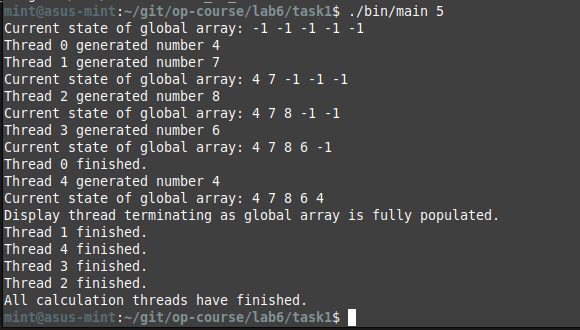 mint@asus-mint:~/git/op-course/lab6/task1$ ./bin/main 5
Current state of global array: -1 -1 -1 -1 -1
Thread 0 generated number 4
Thread 1 generated number 7
Current state of global array: 4 7 -1 -1 -1
Thread 2 generated number 8
Current state of global array: 4 7 8 -1 -1
Thread 3 generated number 6
Current state of global array: 4 7 8 6 -1
Thread 0 finished.
Thread 4 generated number 4
Current state of global array: 4 7 8 6 4
Display thread terminating as global array is fully populated.
Thread 1 finished.
Thread 4 finished.
Thread 3 finished.
Thread 2 finished.
All calculation threads have finished.
mint@asus-mint:~/git/op-course/lab6/task1$